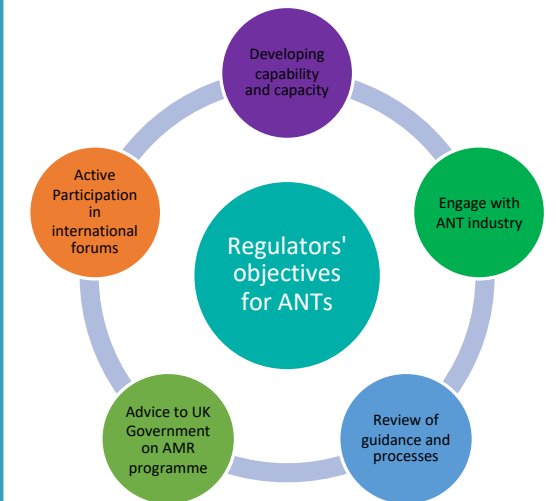 Developing
capability
and capacity
Engage with
ANT industry
Review of
guidance and
processes
Advice to UK
Government
on AMR
programme
Active
Participation
in
international
forums
Regulators'
objectives
for ANTs